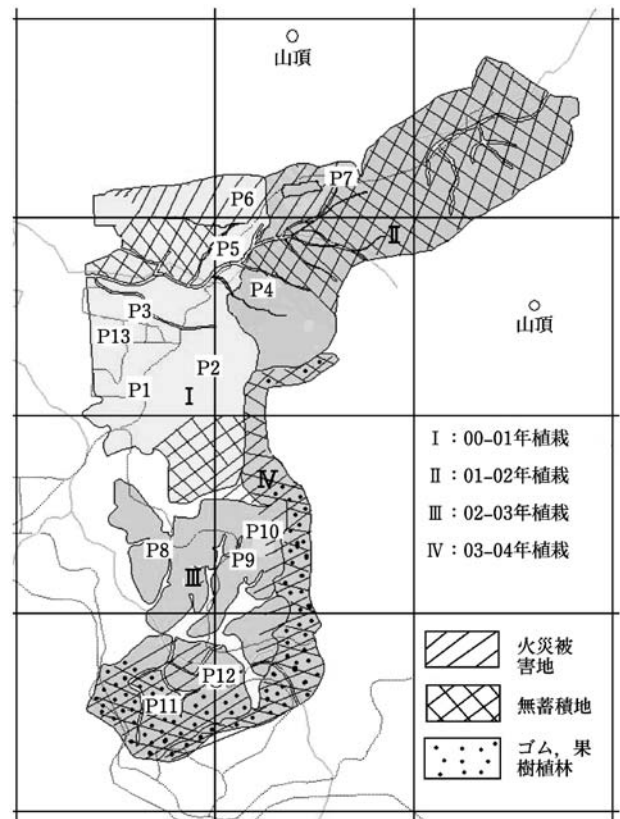 山頂
P7
P6
P5
Ⅱ
P4
P3
山頂
P13
P2
P1
Ⅰ
Ⅰ：00-01年植栽
Ⅱ：01-02年植栽
Ⅳ
Ⅲ：02-03年植栽
P10
P8
Ⅳ：03-04年植栽
P9
Ⅲ
火災被
害地
P12
P11
無蓄積地
ゴム，果
樹植林